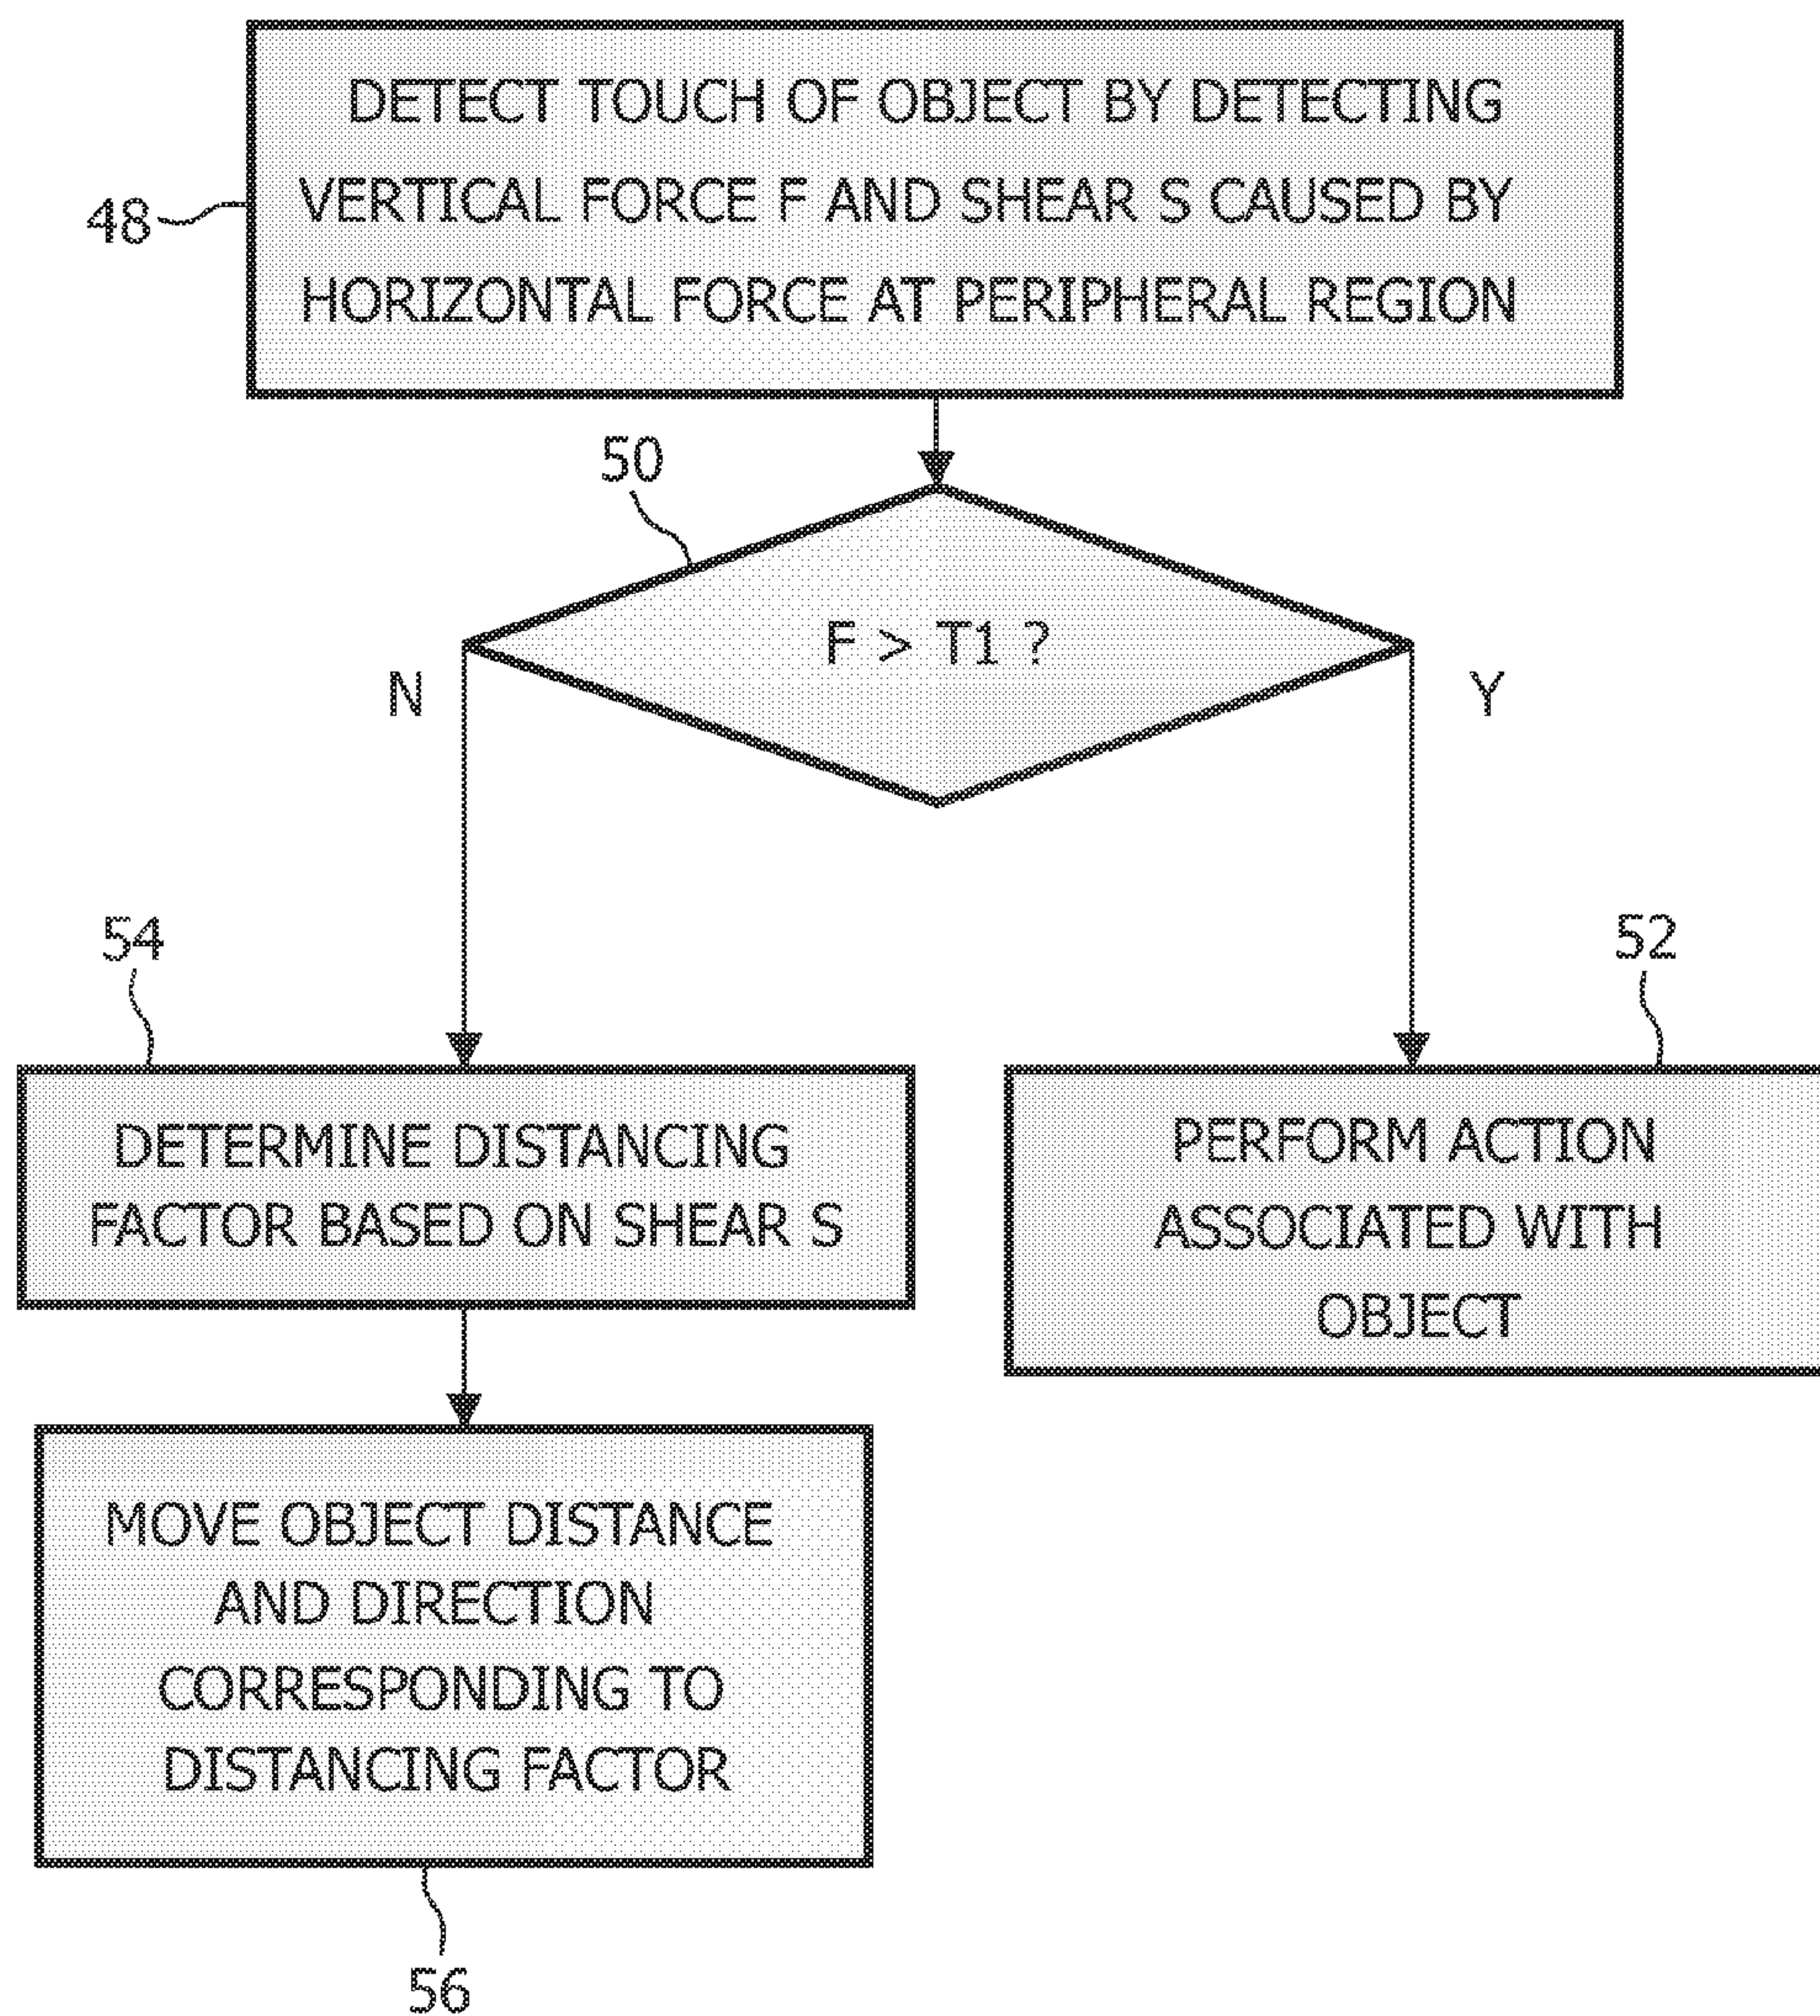 DETECT TOUCH OF OBJECT BY DETECTING
VERTICAL FORCE F AND SHEAR S CAUSED BY
HORIZONTAL FORCE AT PERIPHERAL REGION
48
50
F > T1 ?
N
Y
54
52
DETERMINE DISTANCING
FACTOR BASED ON SHEAR S
PERFORM ACTION
ASSOCIATED WITH
OBJECT
MOVE OBJECT DISTANCE
AND DIRECTION
CORRESPONDING TO
DISTANCING FACTOR
56